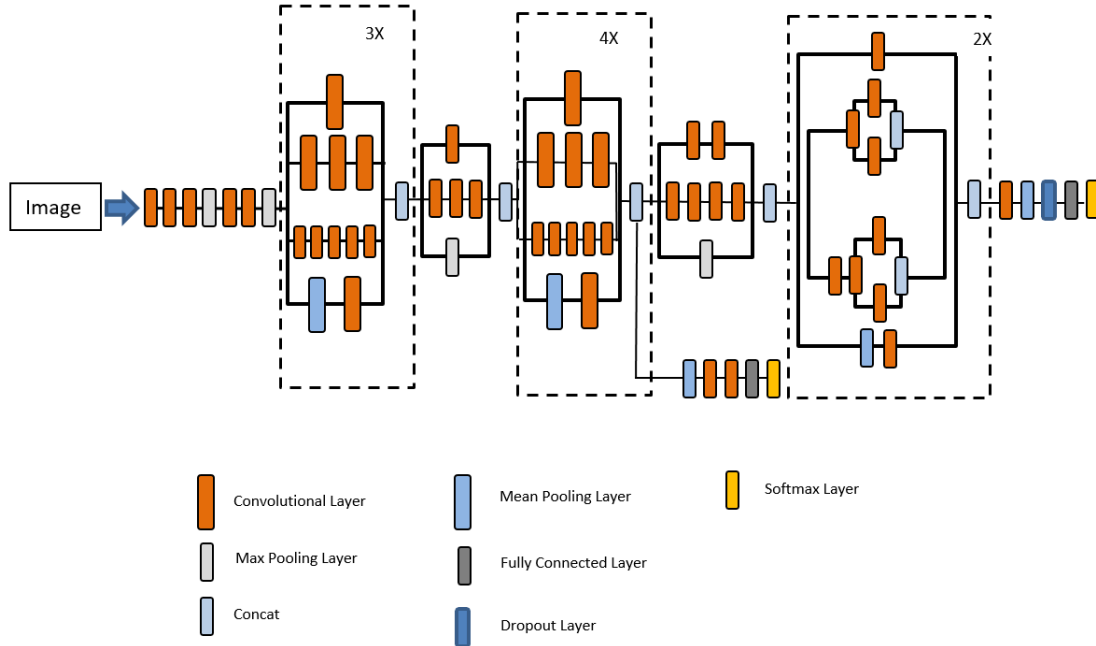 3X
4X
2X
Image
Convolutional Layer
Mean Pooling Layer
Softmax Layer
Max Pooling Layer
Fully Connected Layer
Concat
Dropout Layer